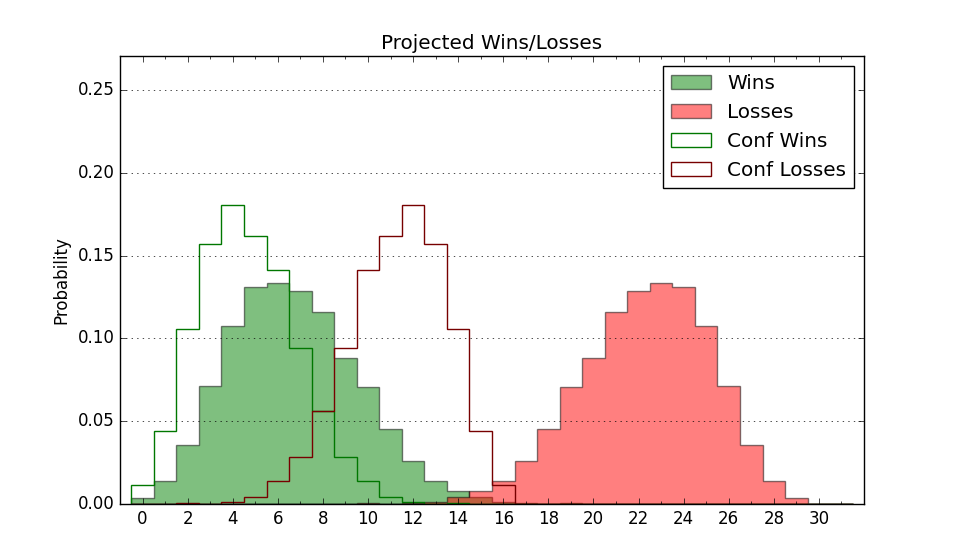 Projected Wins/Losses
Wins
Losses
Conf Wins
Conf Losses
Probability
0.25
0.20
0.15
0.10
0.05
0.00
0 2 4 6 8 10 12 14 16 18 20 22 24 26 28 30